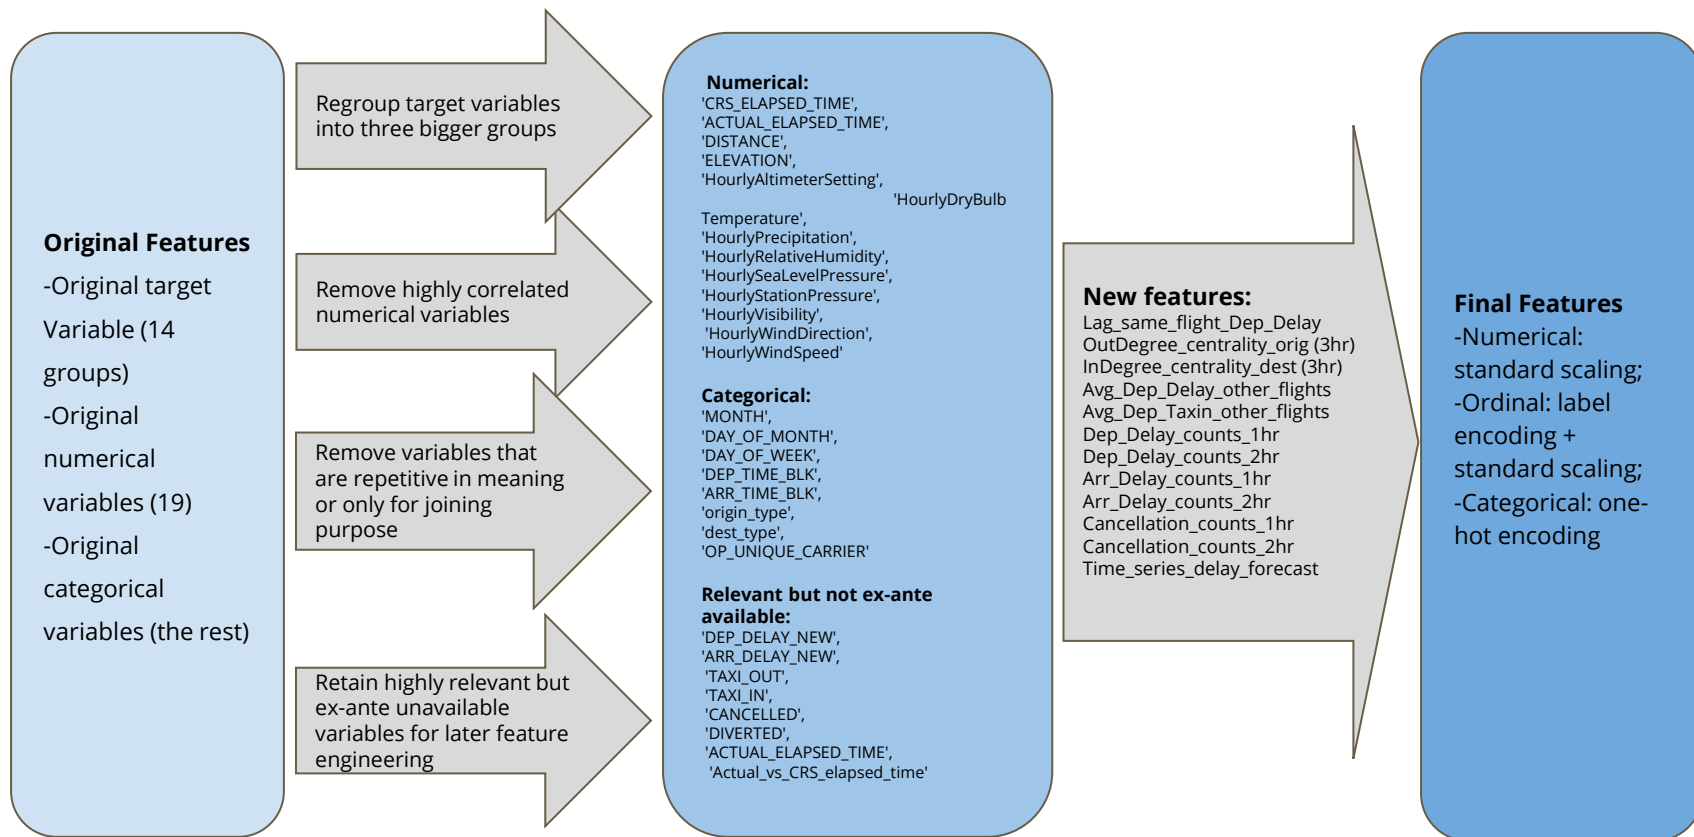 Original Features
-Original target
Variable (14
groups)
-Original
numerical
variables (19)
-Original
categorical
variables (the rest)
Regroup target variables
into three bigger groups
Remove highly correlated
numerical variables
Remove variables that
are repetitive in meaning
or only for joining
purpose
Retain highly relevant but
ex-ante unavailable
variables for later feature
engineering
Numerical:
'CRS_ELAPSED_TIME',
'ACTUAL_ELAPSED_TIME',
'DISTANCE',
'ELEVATION',
'HourlyAltimeterSetting',
'HourlyDryBulb
Temperature',
'HourlyPrecipitation',
'HourlyRelativeHumidity',
'HourlySeaLevelPressure',
'HourlyStationPressure',
'HourlyVisibility',
'HourlyWindDirection',
'HourlyWindSpeed'
Categorical:
'MONTH',
'DAY_OF_MONTH',
'DAY_OF_WEEK',
'DEP_TIME_BLK',
'ARR_TIME_BLK',
'origin_type',
'dest_type',
'OP_UNIQUE_CARRIER'
Relevant but not ex-ante
available:
'DEP_DELAY_NEW',
'ARR_DELAY_NEW',
'TAXI_OUT',
'TAXI_IN',
'CANCELLED',
'DIVERTED',
'ACTUAL_ELAPSED_TIME',
'Actual_vs_CRS_elapsed_time'
New features:
Lag_same_flight_Dep_Delay
OutDegree_centrality_orig (3hr)
InDegree_centrality_dest (3hr)
Avg_Dep_Delay_other_flights
Avg_Dep_Taxin_other_flights
Dep_Delay_counts_1hr
Dep_Delay_counts_2hr
Arr_Delay_counts_1hr
Arr_Delay_counts_2hr
Cancellation_counts_1hr
Cancellation_counts_2hr
Time_series_delay_forecast
Final Features
-Numerical:
standard scaling;
-Ordinal: label
encoding +
standard scaling;
-Categorical: one-
hot encoding